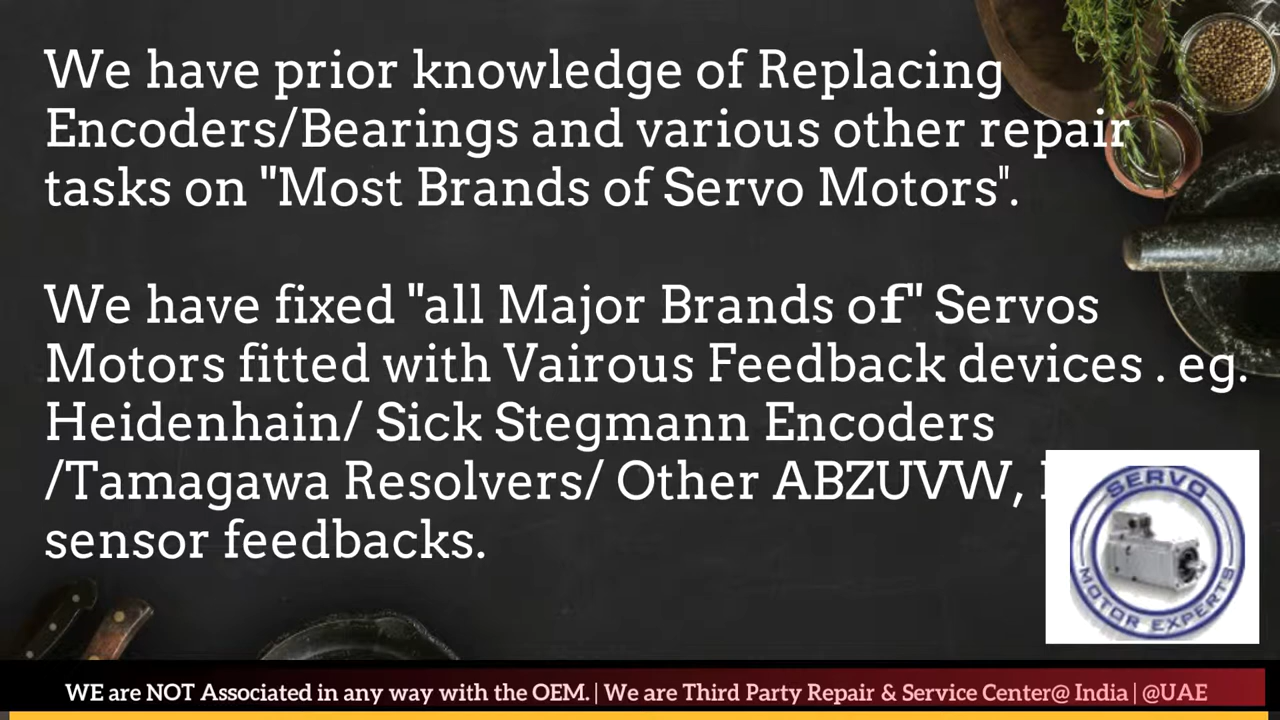 We have prior knowledge of Replacing
Encoders/Bearings and various other repair
tasks on "Most Brands of Servo Motors".
We have fixed "all Major Brands of" Servos
Motors fitted with Vairous Feedback devices . eg.
Heidenhain/ Sick Stegmann Encoders
/Tamagawa Resolvers/ Other ABZUVW,
sensor feedbacks.
SERVO
MOTOR EXPERTS
WE are NOT Associated in any way with the OEM. | We are Third Party Repair & Service Center@ India | @UAE